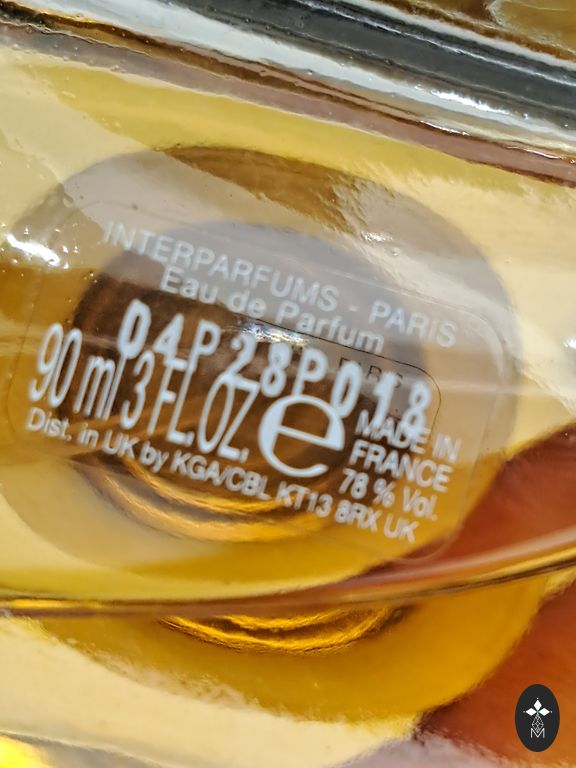 INTERPARFUMS - PARIS
Eau de Parfum
04P28P018
90 ml 3 FL.OZ. e
MADE IN
FRANCE
78 % Vol.
Dist. in UK by KGA/CBL KT13 8RX UK
M